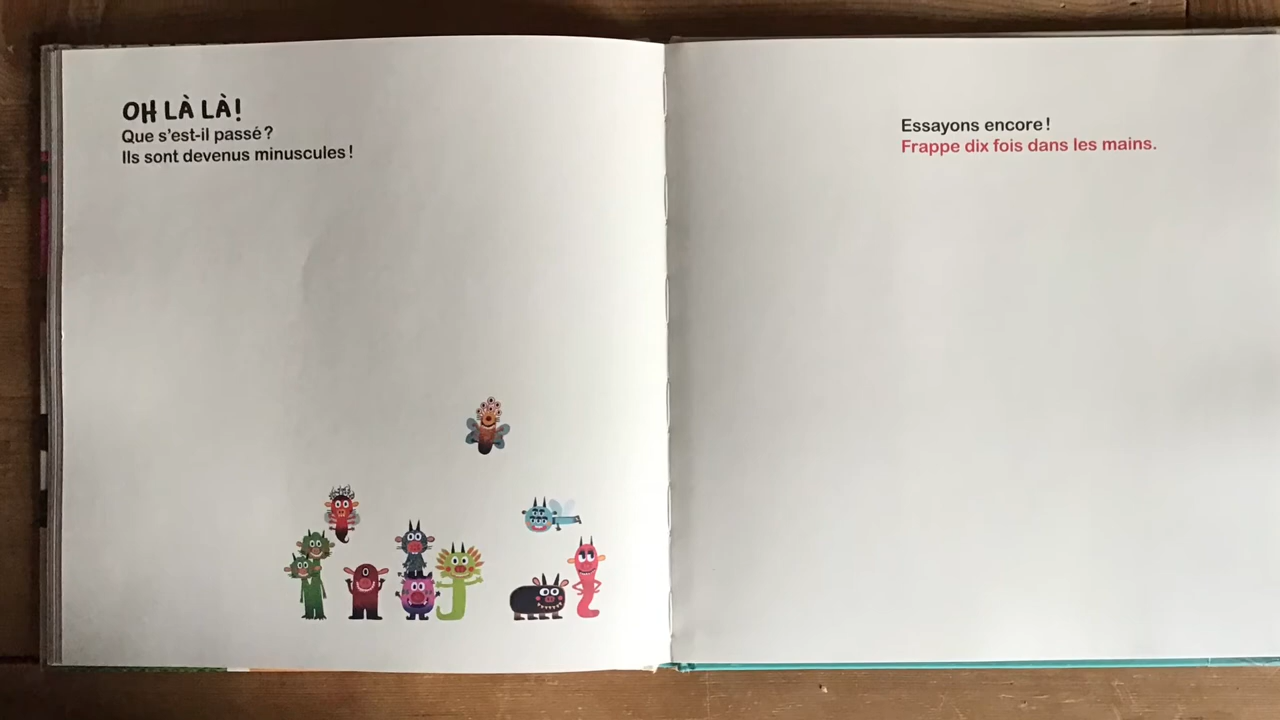 OH LÀ LÀ!
Que s'est-il passé ?
Ils sont devenus minuscules !
Essayons encore !
Frappe dix fois dans les mains.